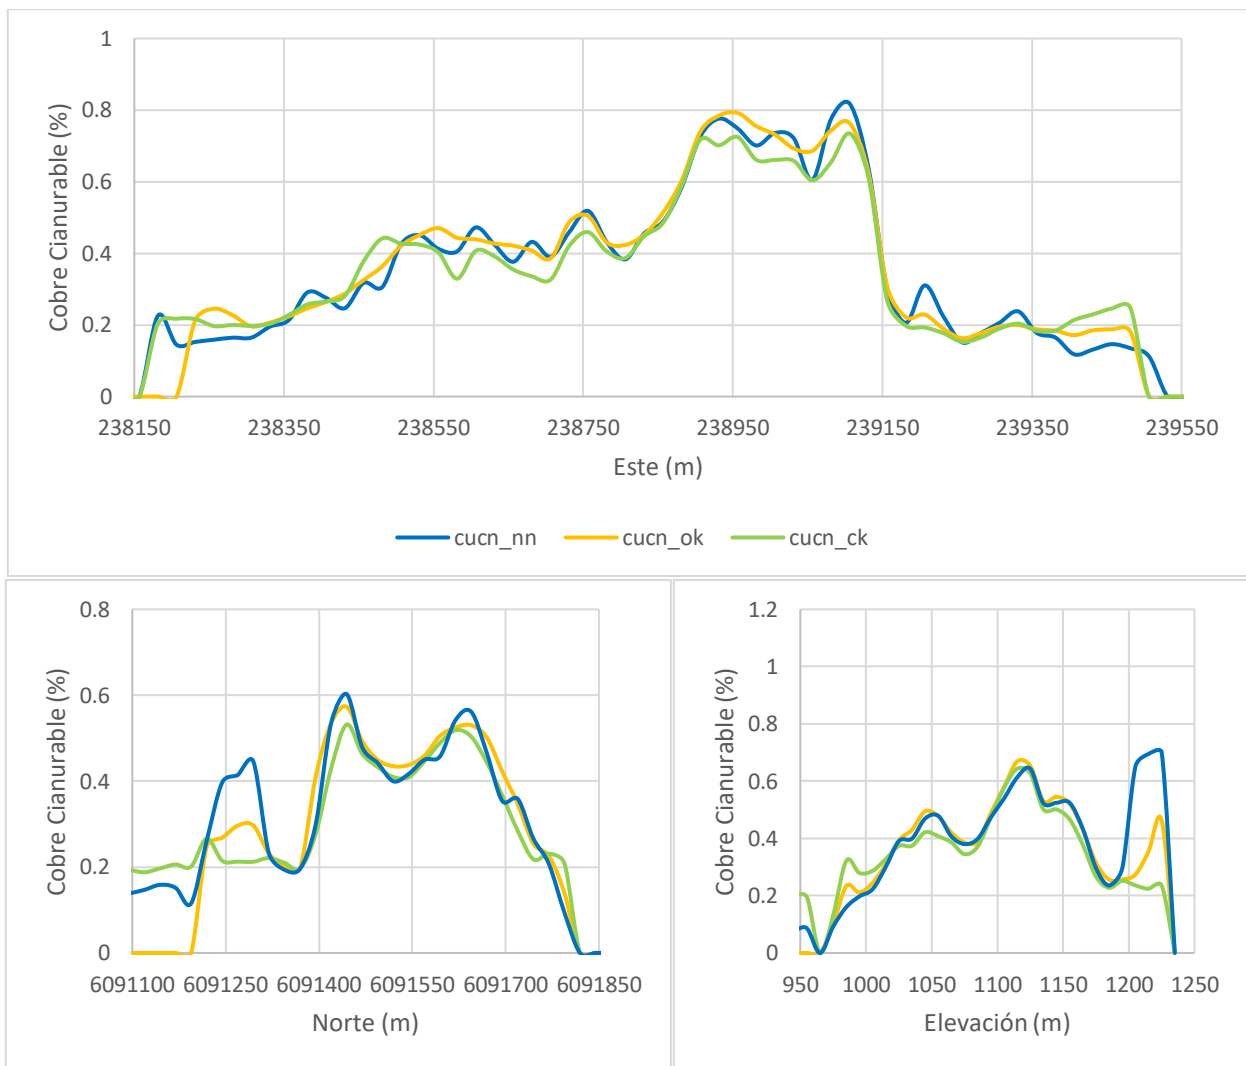 1
0.8
0.6
0.4
0.2
0
Cobre Cianurable (%)
238150 238350 238550 238750 238950 239150 239350 239550
Este (m)
cucn_nn cucn_ok cucn_ck
0.8
0.6
0.4
0.2
0
Cobre Cianurable (%)
6091100 6091250 6091400 6091550 6091700 6091850
Norte (m)
1.2
1
0.8
0.6
0.4
0.2
0
Cobre Cianurable (%)
950 1000 1050 1100 1150 1200 1250
Elevación (m)